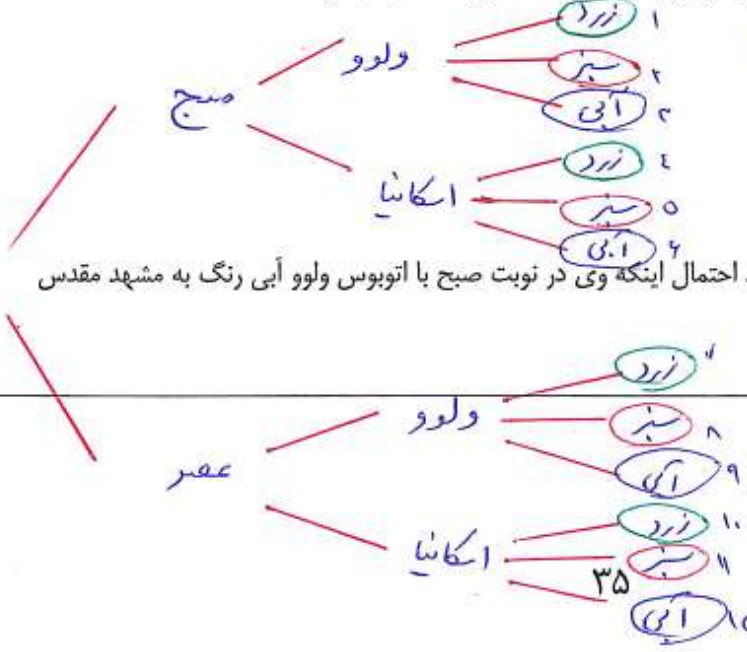 زرد ۱
ولوو
سبز ۲
صبح
آبی ۳
زرد ٤
اسکانیا
سبز ۵
آبی ۶
احتمال اینکه وی در نوبت صبح با اتوبوس ولوو آبی رنگ به مشهد مقدس
زرد ۷
ولوو
سبز ۸
عصر
آبی ۹
زرد ۱۰
اسکانیا
سبز ۱۱
۳۵
آبی